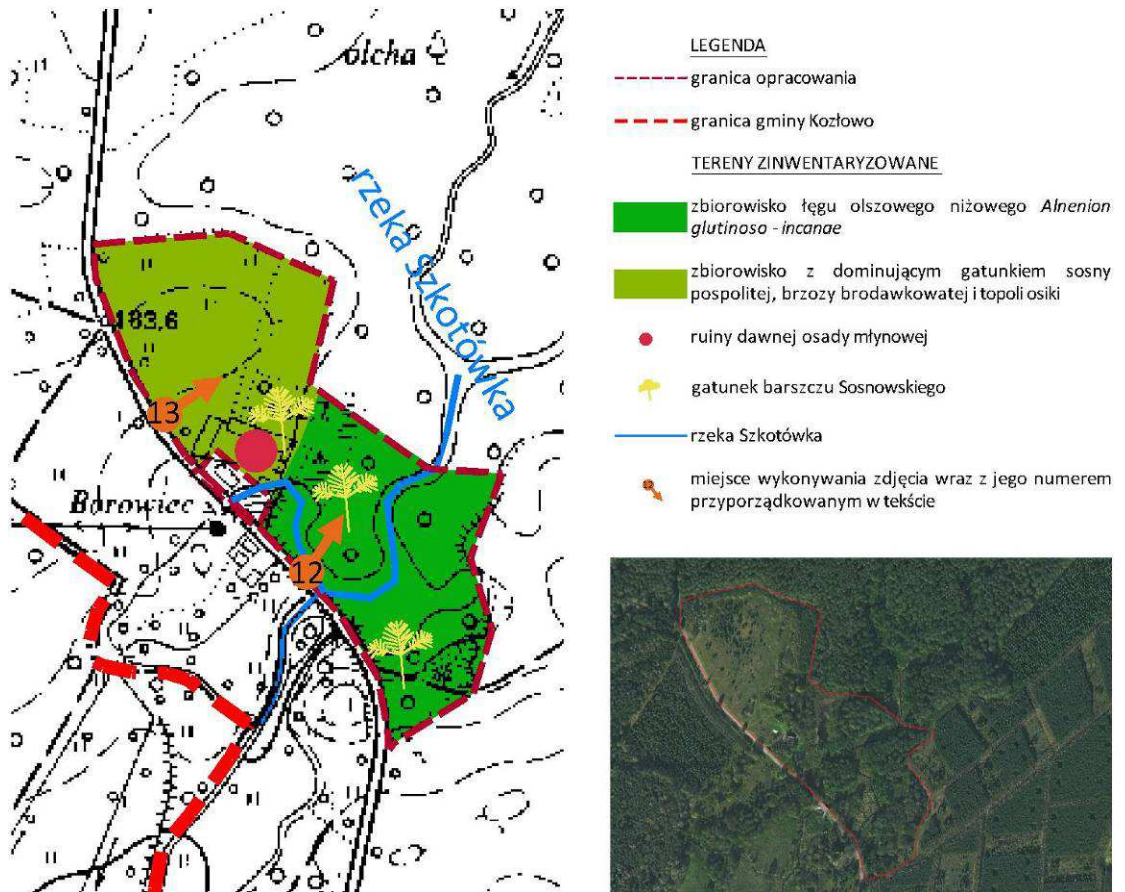 olcha
rzeka Szkotówka
183,6
13
Borowiec
12
LEGENDA
granica opracowania
granica gminy Kozłowo
TERENY ZINWENTARYZOWANE
zbiorowisko łęgu olszowego niżowego Alnenion
glutinoso - incanae
zbiorowisko z dominującym gatunkiem sosny
pospolitej, brzozy brodawkowatej i topoli osiki
ruiny dawnej osady młynowej
gatunek barszczu Sosnowskiego
rzeka Szkotówka
miejsce wykonywania zdjęcia wraz z jego numerem
przyporządkowanym w tekście